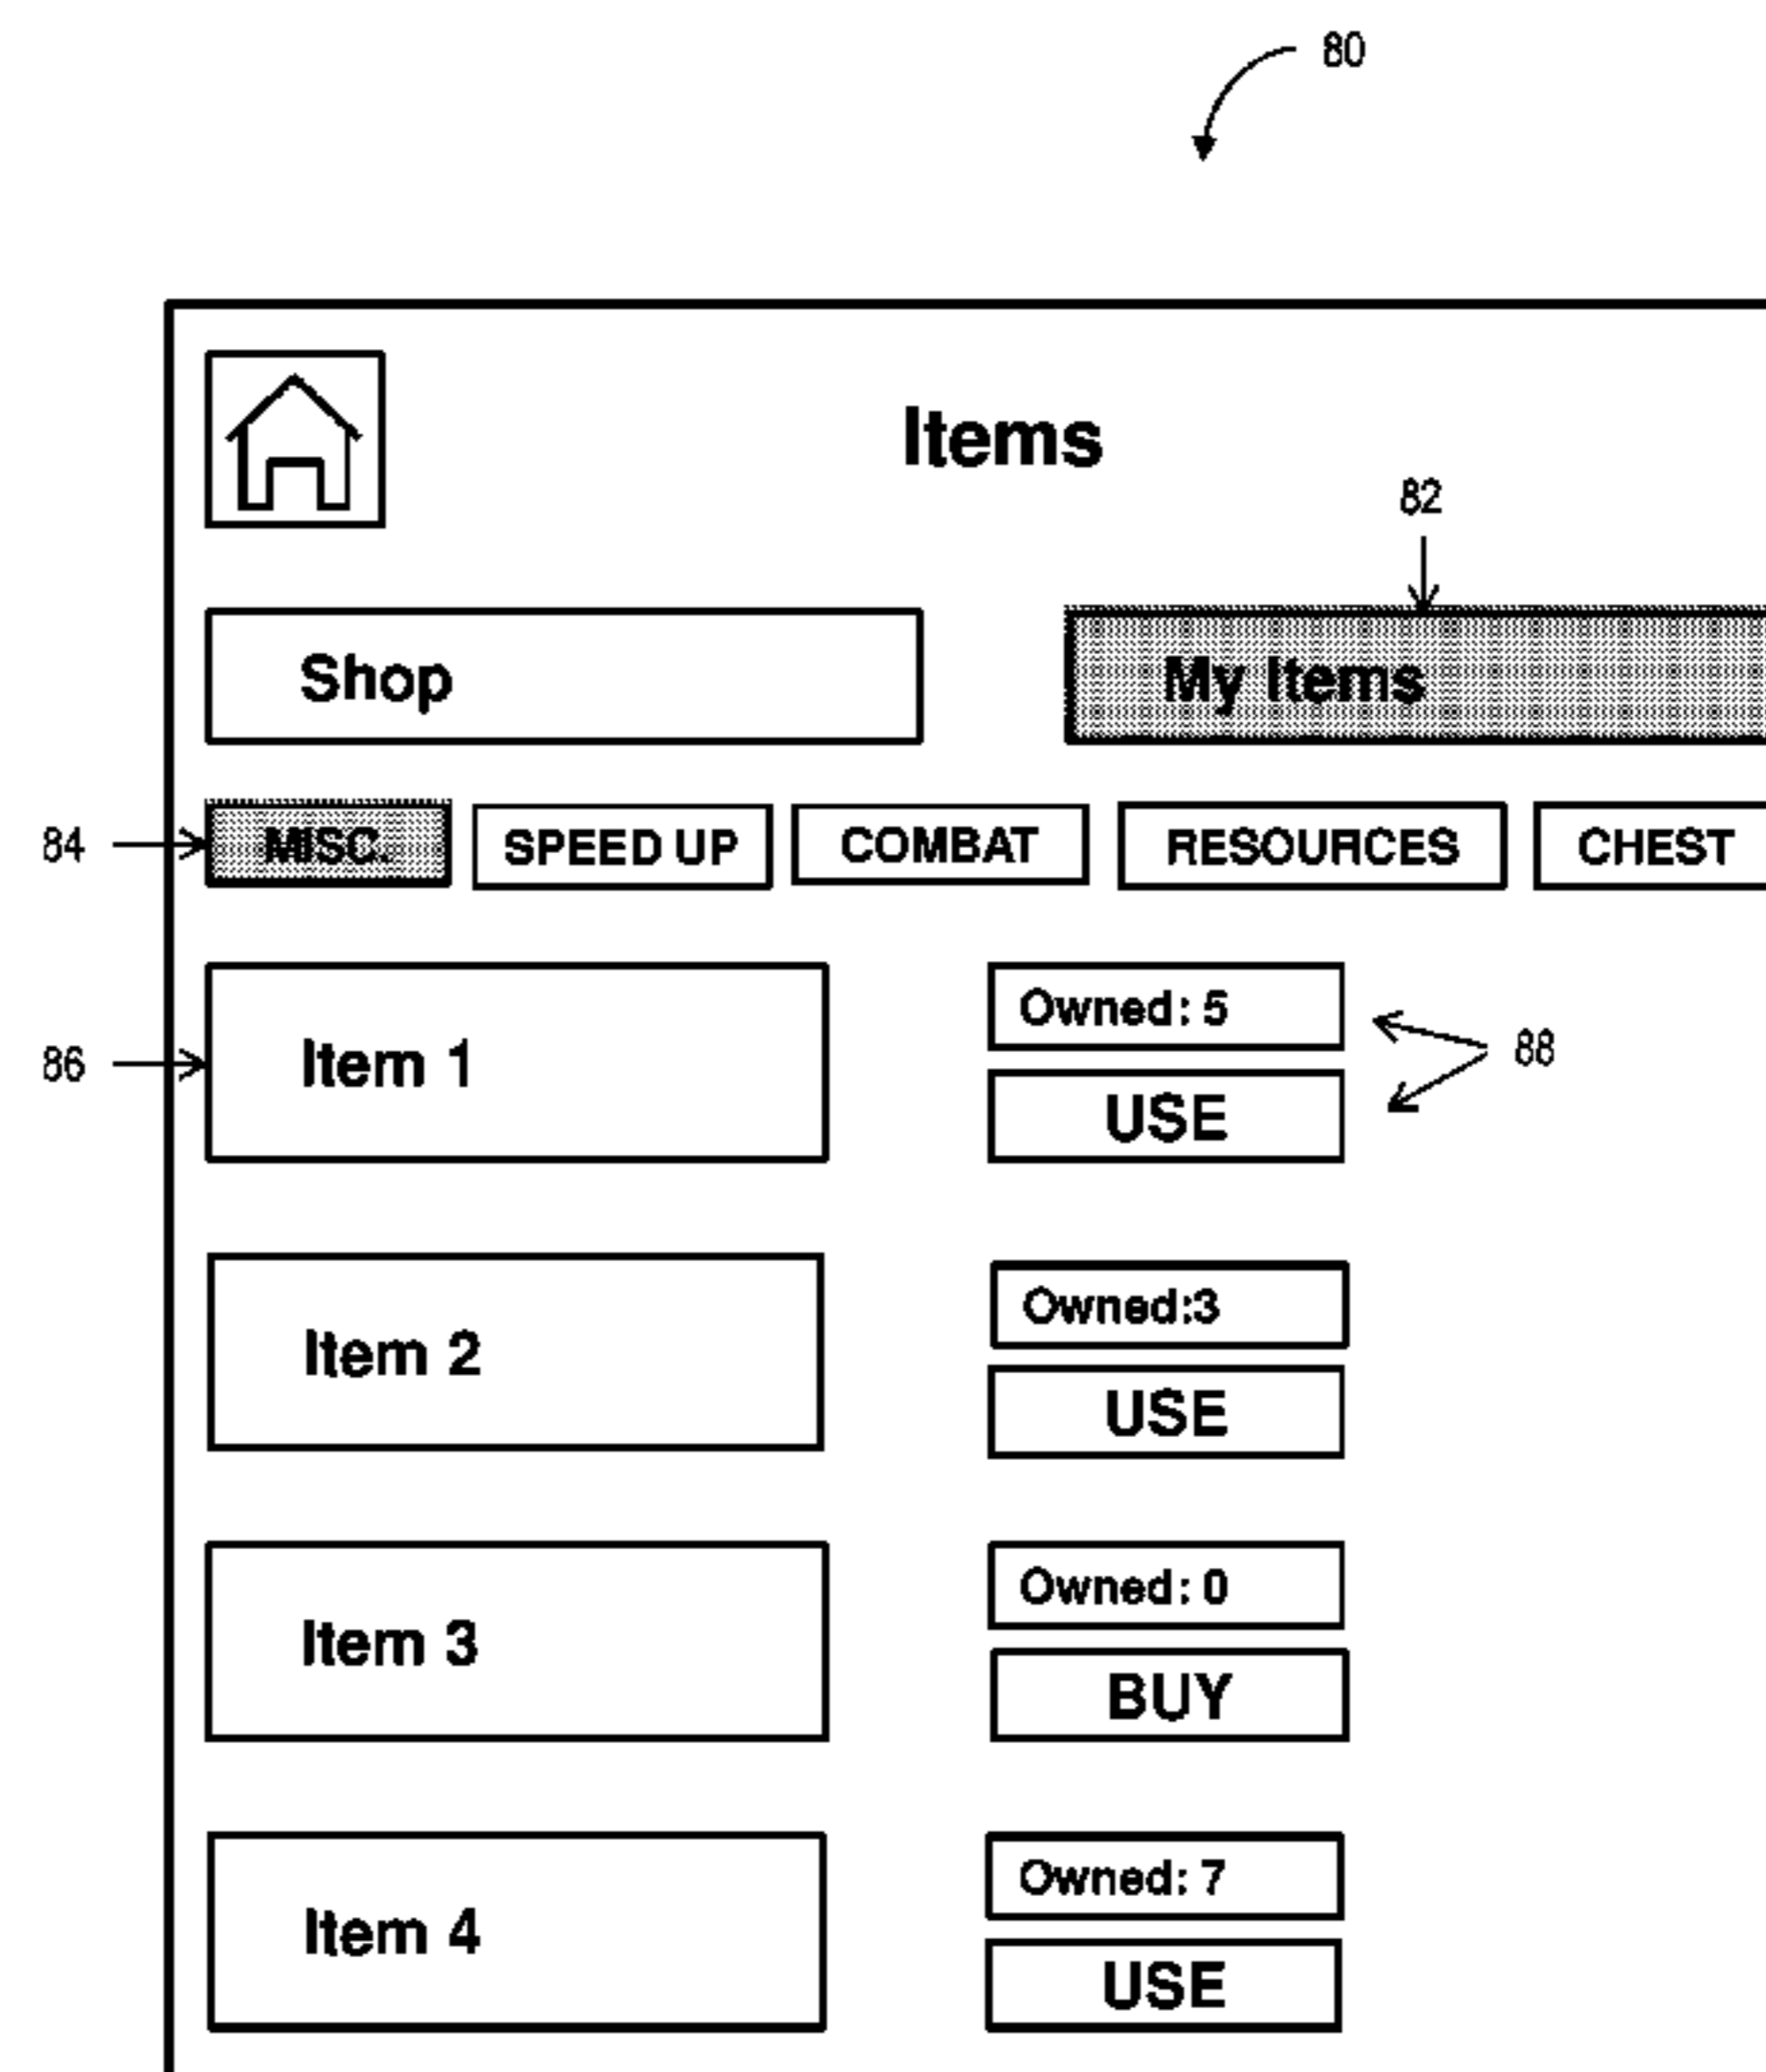 80
Items
82
Shop My Items
84 MISC. SPEED UP COMBAT RESOURCES CHEST
Owned: 5
86 Item 1 88
USE
Owned:3
Item 2
USE
Owned: 0
Item 3
BUY
Owned: 7
Item 4
USE